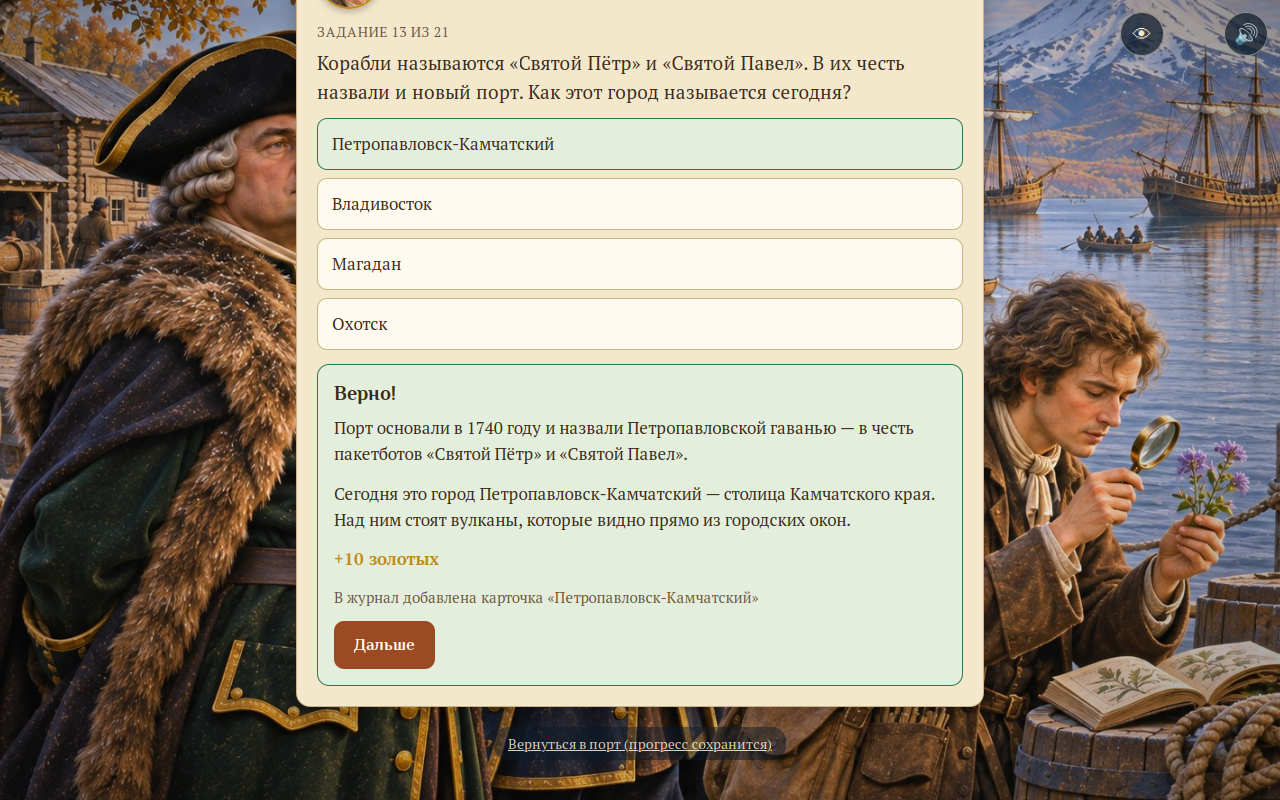 ЗАДАНИЕ 13 ИЗ 21
Корабли называются «Святой Пётр» и «Святой Павел». В их честь
назвали и новый порт. Как этот город называется сегодня?
Петропавловск-Камчатский
Владивосток
Магадан
Охотск
Верно!
Порт основали в 1740 году и назвали Петропавловской гаванью — в честь
пакетботов «Святой Пётр» и «Святой Павел».
Сегодня это город Петропавловск-Камчатский — столица Камчатского края.
Над ним стоят вулканы, которые видно прямо из городских окон.
+10 золотых
В журнал добавлена карточка «Петропавловск-Камчатский»
Дальше
Вернуться в порт (прогресс сохранится)